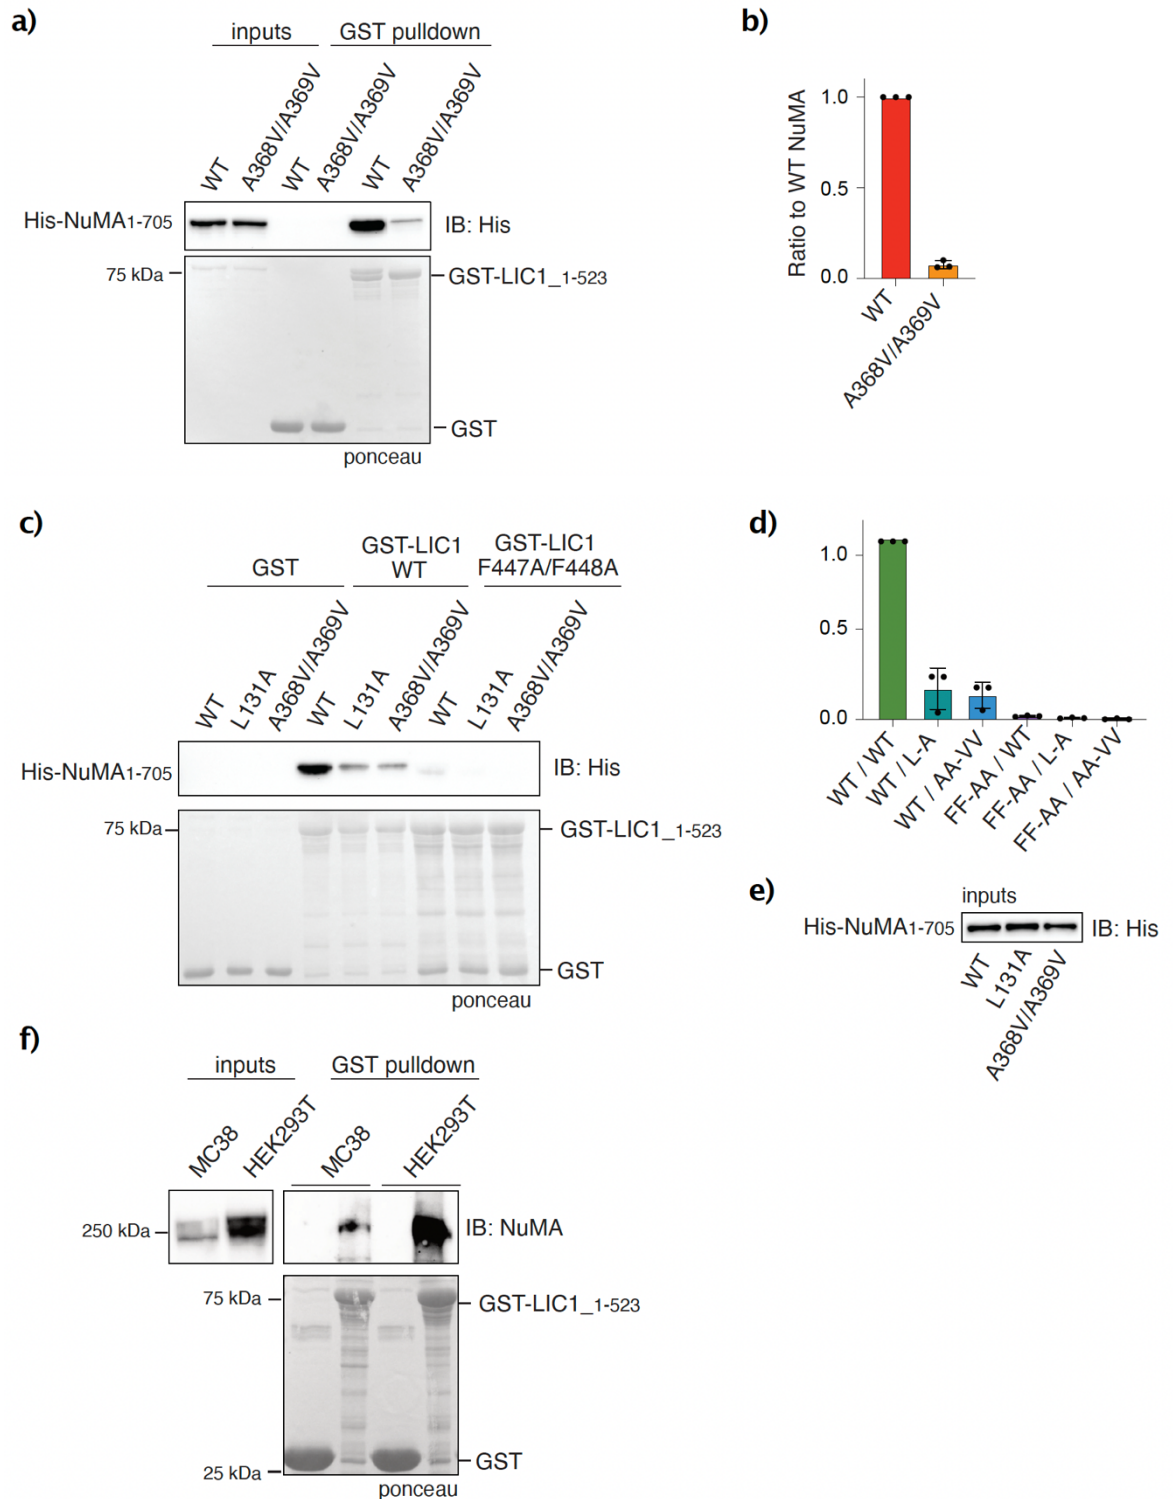 a)
inputs
GST pulldown
WT
A368V/A369V
WT
A368V/A369V
WT
A368V/A369V
His-NuMA1-705
IB: His
75 kDa
GST-LIC1_1-523
GST
ponceau
b)
Ratio to WT NuMA
1.0
0.5
0.0
WT
A368V/A369V
c)
GST
GST-LIC1
WT
GST-LIC1
F447A/F448A
WT
L131A
A368V/A369V
WT
L131A
A368V/A369V
WT
L131A
A368V/A369V
His-NuMA1-705
IB: His
75 kDa
GST-LIC1_1-523
GST
ponceau
d)
1.0
0.5
0.0
WT / WT
WT / L-A
WT / AA-VV
FF-AA / WT
FF-AA / L-A
FF-AA / AA-VV
e)
inputs
His-NuMA1-705
IB: His
WT
L131A
A368V/A369V
f)
inputs
GST pulldown
MC38
HEK293T
MC38
HEK293T
250 kDa
IB: NuMA
75 kDa
GST-LIC1_1-523
GST
25 kDa
ponceau